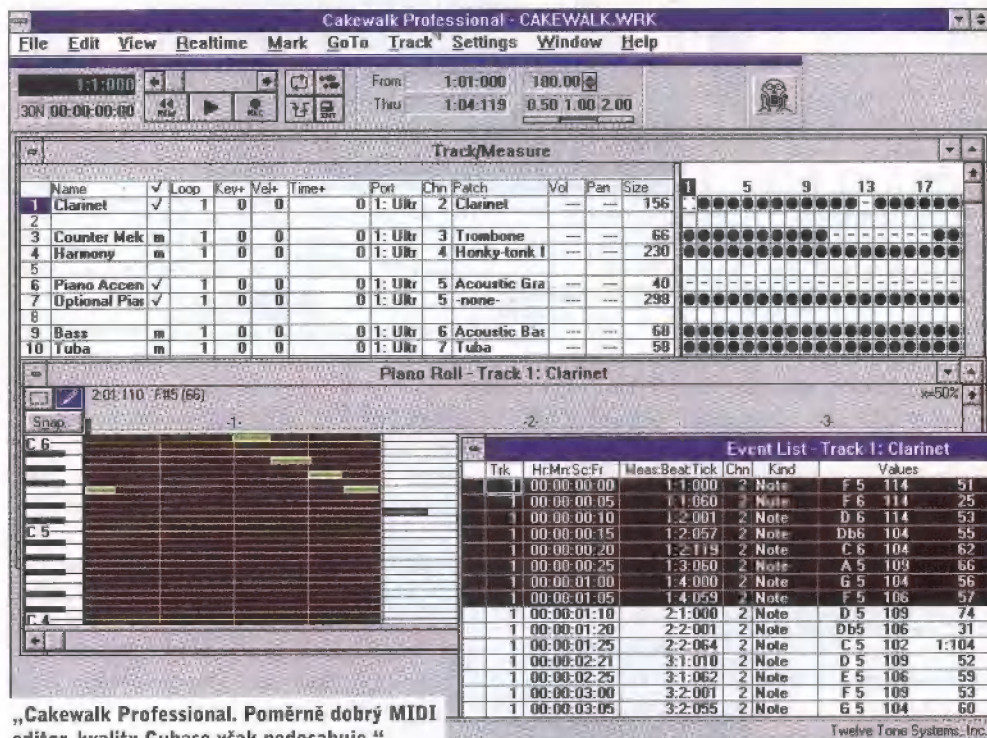 Cakewalk Professional - CAKEWALK.WRK
File Edit View Realtime Mark GoTo Track Settings Window Help
1:1:000 From 1:01:000 100.00
30N 00:00:00:00 REW REC Thru 1:04:119 0.50 1.00 2.00
Track/Measure
Name ✓ Loop Key+ Vel+ Time+ Port Chn Patch Vol Pan Size 1 5 9 13 17
1 Clarinet ✓ 1 0 0 0 1: Ultr 2 Clarinet --- --- 156
2
3 Counter Melo m 1 0 0 0 1: Ultr 3 Trombone --- --- 66
4 Harmony m 1 0 0 0 1: Ultr 4 Honky-tonk --- --- 230
5
6 Piano Accen ✓ 1 0 0 0 1: Ultr 5 Acoustic Gra --- --- 40
7 Optional Pian ✓ 1 0 0 0 1: Ultr 5 -none- --- --- 298
8
9 Bass m 1 0 0 0 1: Ultr 6 Acoustic Bas --- --- 60
10 Tuba m 1 0 0 0 1: Ultr 7 Tuba --- --- 58
Piano Roll - Track 1: Clarinet
2:01:110 F#5 (66) x=50%
Snap -1- -2- -3-
C 6
C 5
C 4
Event List - Track 1: Clarinet
Trk Hr:Mn:Sc:Fr Meas:Beat:Tick Chn Kind Values
1 00:00:00:00 1:1:000 2 Note F 5 114 51
1 00:00:00:05 1:1:060 2 Note F 6 114 25
1 00:00:00:10 1:2:001 2 Note D 6 114 53
1 00:00:00:15 1:2:057 2 Note Db6 104 55
1 00:00:00:20 1:2:119 2 Note C 6 104 62
1 00:00:00:25 1:3:060 2 Note A 5 109 66
1 00:00:01:00 1:4:000 2 Note G 5 104 56
1 00:00:01:05 1:4:059 2 Note F 5 106 57
1 00:00:01:10 2:1:000 2 Note D 5 109 74
1 00:00:01:20 2:2:001 2 Note Db5 106 31
1 00:00:01:25 2:2:064 2 Note C 5 102 1:104
1 00:00:02:21 3:1:010 2 Note D 5 109 52
1 00:00:02:25 3:1:062 2 Note E 5 106 59
1 00:00:03:00 3:2:001 2 Note F 5 109 53
1 00:00:03:05 3:2:055 2 Note G 5 104 60
„Cakewalk Professional. Poměrně dobrý MIDI
editor, kvality Cubase však nedosahuje.“
Twelve Tone Systems, Inc.